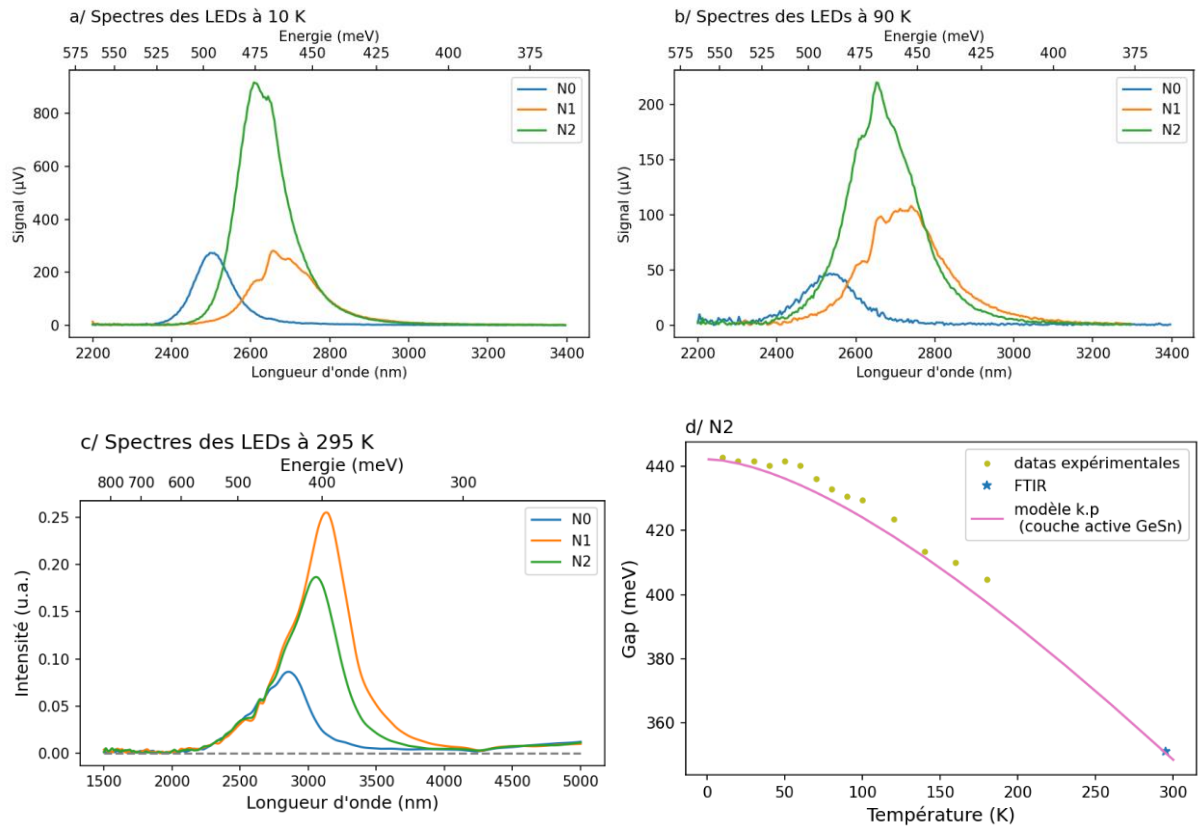 a/ Spectres des LEDs à 10 K
Energie (meV)
575 550 525 500 475 450 425 400 375
N0
N1
N2
Signal (µV)
800
600
400
200
0
2200 2400 2600 2800 3000 3200 3400
Longueur d'onde (nm)
b/ Spectres des LEDs à 90 K
Energie (meV)
575 550 525 500 475 450 425 400 375
N0
N1
N2
Signal (µV)
200
150
100
50
0
2200 2400 2600 2800 3000 3200 3400
Longueur d'onde (nm)
c/ Spectres des LEDs à 295 K
Energie (meV)
800 700 600 500 400 300
N0
N1
N2
Intensité (u.a.)
0.25
0.20
0.15
0.10
0.05
0.00
1500 2000 2500 3000 3500 4000 4500 5000
Longueur d'onde (nm)
d/ N2
datas expérimentales
FTIR
modèle k.p
(couche active GeSn)
Gap (meV)
440
420
400
380
360
0 50 100 150 200 250 300
Température (K)